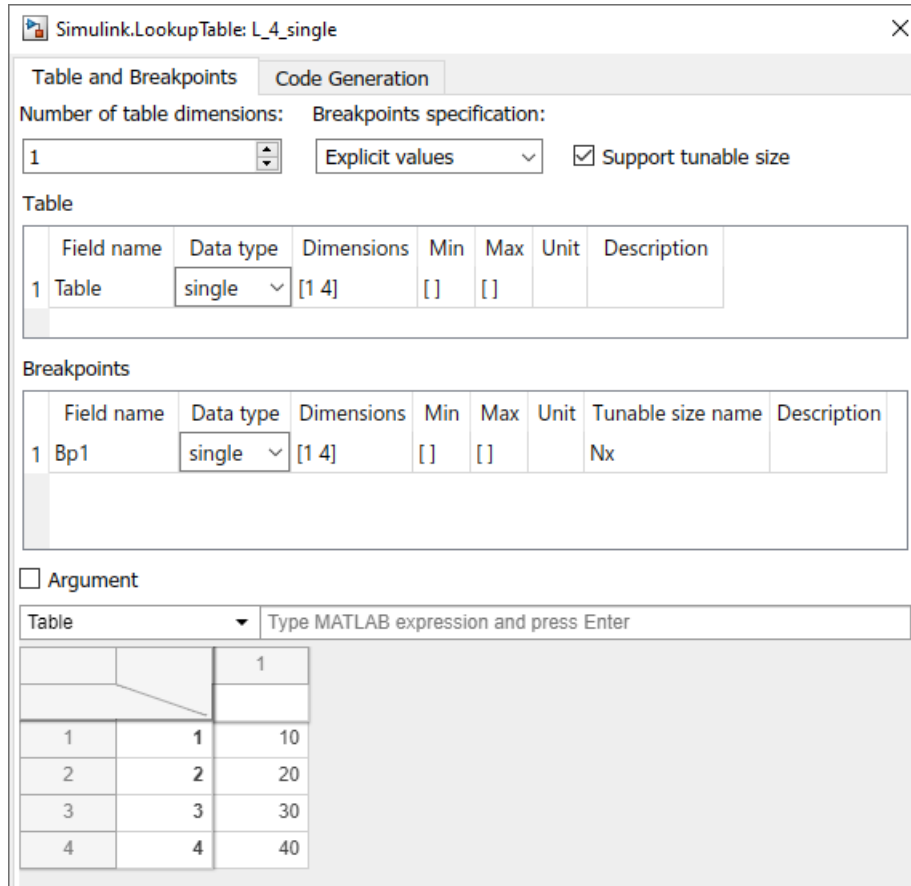 Simulink.LookupTable: L_4_single
Table and Breakpoints Code Generation
Number of table dimensions: Breakpoints specification:
1 Explicit values Support tunable size
Table
Field name Data type Dimensions Min Max Unit Description
1 Table single [1 4] [ ] [ ]
Breakpoints
Field name Data type Dimensions Min Max Unit Tunable size name Description
1 Bp1 single [1 4] [ ] [ ] Nx
Argument
Table Type MATLAB expression and press Enter
1
1 1 10
2 2 20
3 3 30
4 4 40